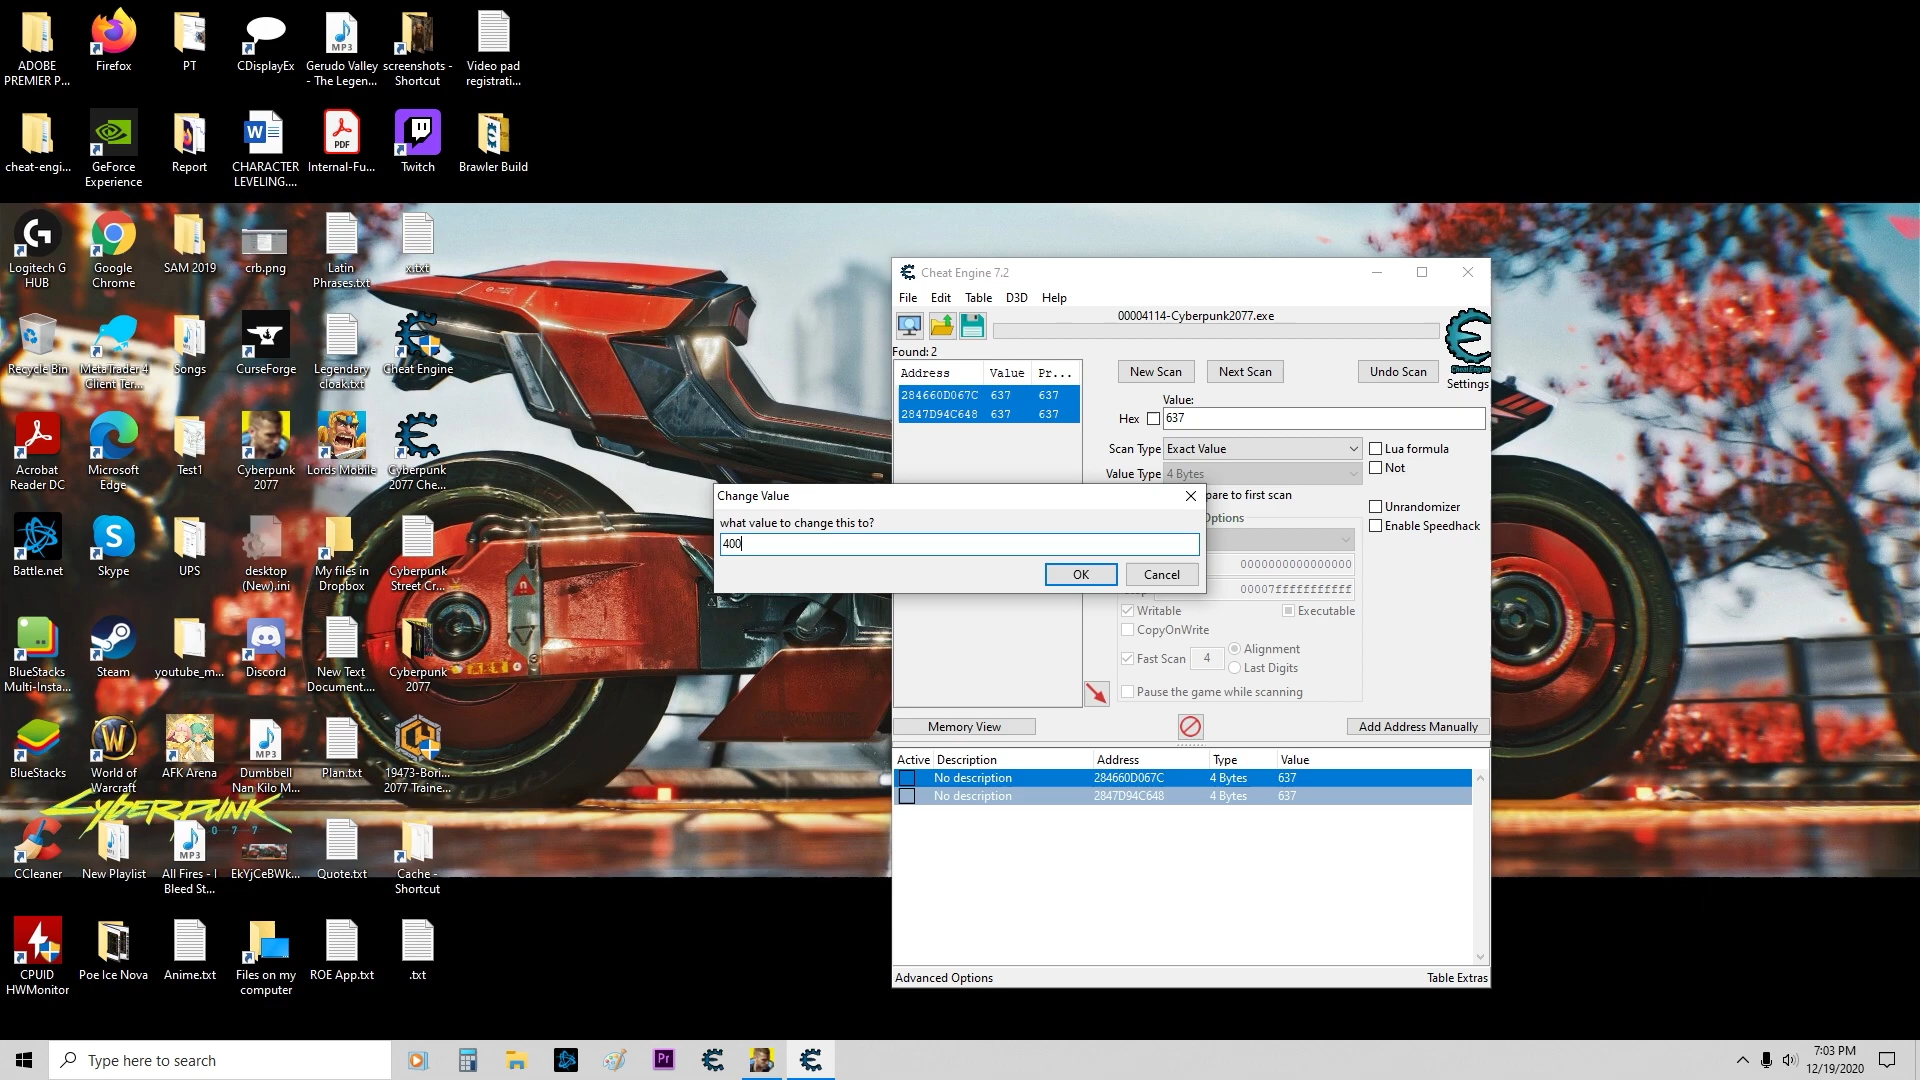 ADOBE
PREMIER P...
Firefox
PT
CDisplayEx
Gerudo Valley
- The Legen...
screenshots -
Shortcut
Video pad
registrati...
cheat-engi...
GeForce
Experience
Report
CHARACTER
LEVELING....
Internal-Fu...
Twitch
Brawler Build
Logitech G
HUB
Google
Chrome
SAM 2019
crb.png
Latin
Phrases.txt
x.txt
Recycle Bin
MetaTrader 4
Client Ter...
Songs
CurseForge
Legendary
cloak.txt
Cheat Engine
Acrobat
Reader DC
Microsoft
Edge
Test1
Cyberpunk
2077
Lords Mobile
Cyberpunk
2077 Che...
Battle.net
Skype
UPS
desktop
(New).ini
My files in
Dropbox
Cyberpunk
Street Cr...
BlueStacks
Multi-Insta...
Steam
youtube_m...
Discord
New Text
Document....
Cyberpunk
2077
BlueStacks
World of
Warcraft
AFK Arena
Dumbbell
Nan Kilo M...
Plan.txt
19473-Bori...
2077 Traine...
CYBERPUNK
2077
CCleaner
New Playlist
All Fires - I
Bleed St...
EkYjCeBWk...
Quote.txt
Cache -
Shortcut
CPUID
HWMonitor
Poe Ice Nova
Anime.txt
Files on my
computer
ROE App.txt
.txt
Cheat Engine 7.2
File Edit Table D3D Help
00004114-Cyberpunk2077.exe
Found: 2
Settings
Address Value Pr...
284660D067C 637 637
2847D94C648 637 637
New Scan Next Scan Undo Scan
Value:
Hex 637
Scan Type Exact Value
Lua formula
Not
Value Type 4 Bytes
pare to first scan
Unrandomizer
Enable Speedhack
Options
0000000000000000
00007fffffffffff
Writable Executable
CopyOnWrite
Fast Scan 4
Alignment
Last Digits
Pause the game while scanning
Change Value
what value to change this to?
400
OK Cancel
Memory View
Add Address Manually
Active Description Address Type Value
No description 284660D067C 4 Bytes 637
No description 2847D94C648 4 Bytes 637
Advanced Options Table Extras
Type here to search
7:03 PM
12/19/2020